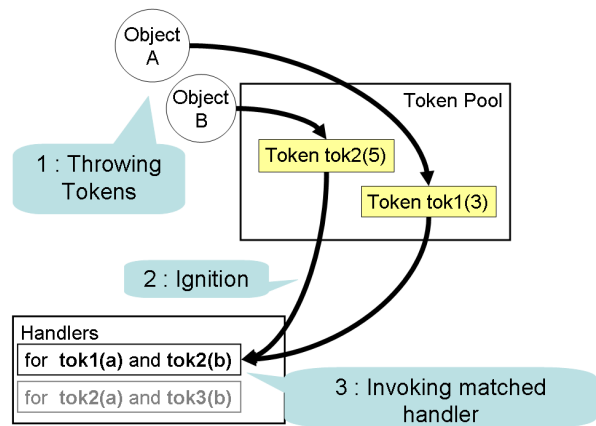 Object
A
Object
B
Token Pool
1 : Throwing
Tokens
Token tok2(5)
Token tok1(3)
2 : Ignition
Handlers
for tok1(a) and tok2(b)
for tok2(a) and tok3(b)
3 : Invoking matched
handler